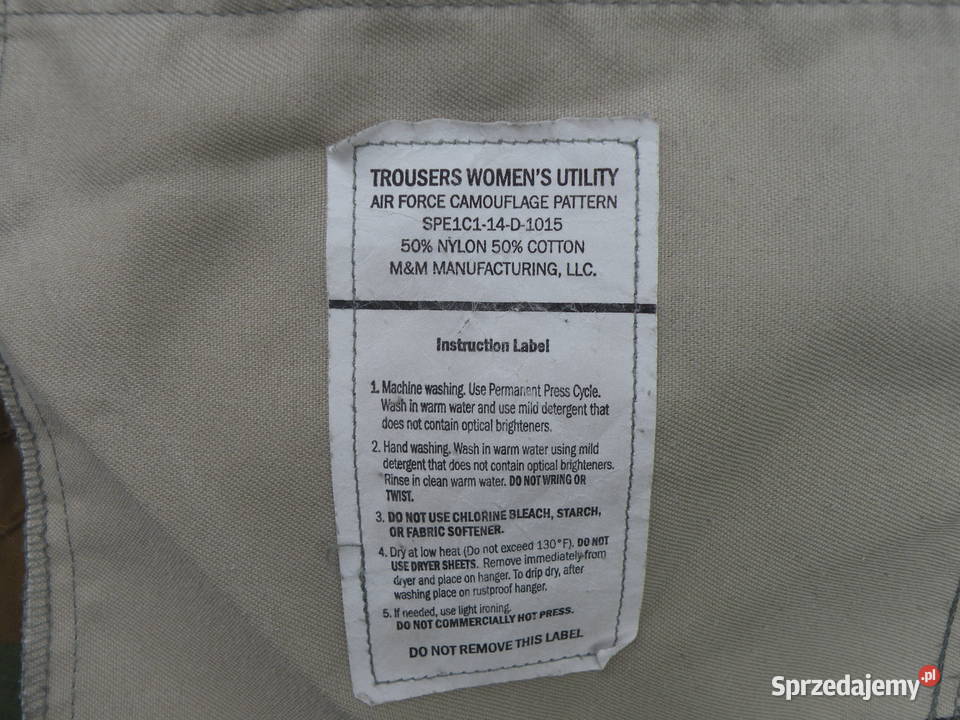 TROUSERS WOMEN'S UTILITY
AIR FORCE CAMOUFLAGE PATTERN
SPE1C1-14-D-1015
50% NYLON 50% COTTON
M&M MANUFACTURING, LLC.
Instruction Label
1. Machine washing. Use Permanent Press Cycle.
Wash in warm water and use mild detergent that
does not contain optical brighteners.
2. Hand washing. Wash in warm water using mild
detergent that does not contain optical brighteners.
Rinse in clean warm water. DO NOT WRING OR
TWIST.
3. DO NOT USE CHLORINE BLEACH, STARCH,
OR FABRIC SOFTENER.
4. Dry at low heat (Do not exceed 130°F). DO NOT
USE DRYER SHEETS. Remove immediately from
dryer and place on hanger. To drip dry, after
washing place on rustproof hanger.
5. If needed, use light ironing.
DO NOT COMMERCIALLY HOT PRESS.
DO NOT REMOVE THIS LABEL
Sprzedajemy.pl